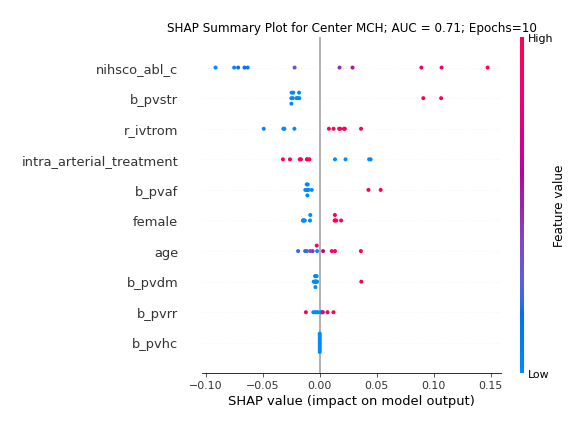 SHAP Summary Plot for Center MCH; AUC = 0.71; Epochs=10
High
nihsco_abl_c
b_pvstr
r_ivtrom
intra_arterial_treatment
b_pvaf
female
age
b_pvdm
b_pvrr
b_pvhc
Feature value
Low
−0.10 −0.05 0.00 0.05 0.10 0.15
SHAP value (impact on model output)